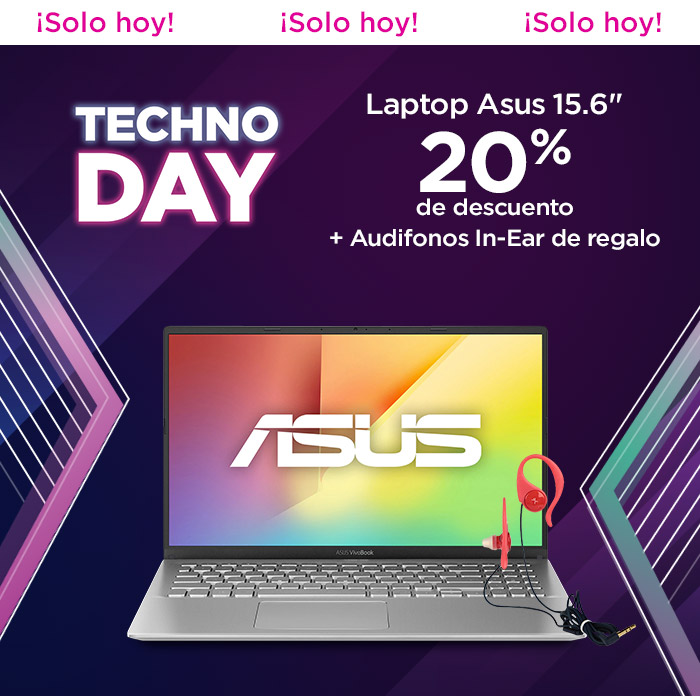 ¡Solo hoy! ¡Solo hoy! ¡Solo hoy!
TECHNO
DAY
Laptop Asus 15.6"
20%
de descuento
+ Audifonos In-Ear de regalo
ASUS
ASUS VivoBook